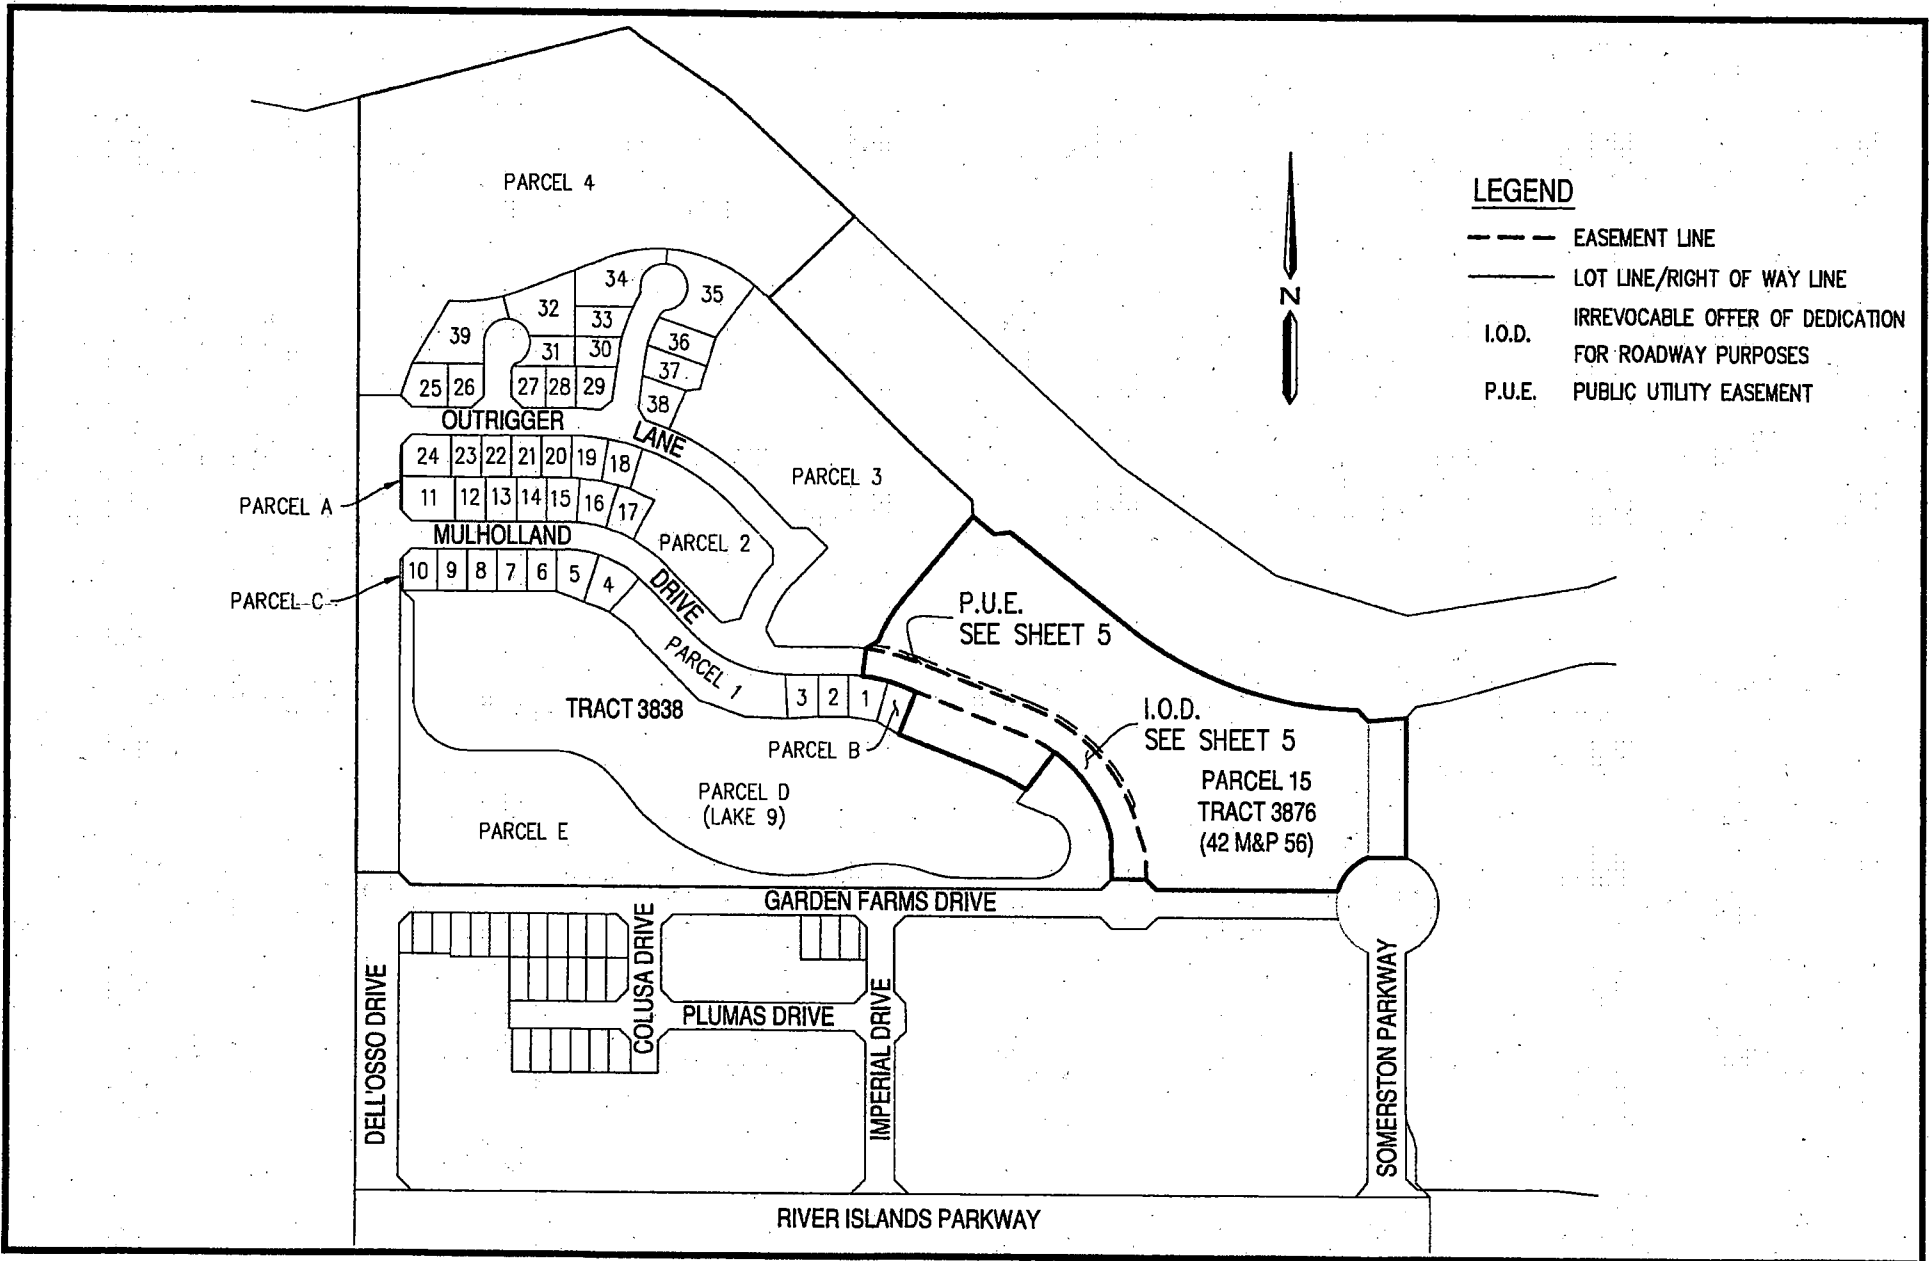 LEGEND
EASEMENT LINE
LOT LINE/RIGHT OF WAY LINE
I.O.D.
IRREVOCABLE OFFER OF DEDICATION
FOR ROADWAY PURPOSES
P.U.E.
PUBLIC UTILITY EASEMENT
N
PARCEL 4
34
35
32
33
39
36
31
30
37
25
26
27
28
29
38
OUTRIGGER
LANE
24
23
22
21
20
19
18
PARCEL 3
PARCEL A
11
12
13
14
15
16
17
MULHOLLAND
PARCEL 2
10
9
8
7
6
5
4
DRIVE
PARCEL C
P.U.E.
SEE SHEET 5
PARCEL 1
3
2
1
TRACT 3838
I.O.D.
SEE SHEET 5
PARCEL B
PARCEL 15
TRACT 3876
(42 M&P 56)
PARCEL D
(LAKE 9)
PARCEL E
GARDEN FARMS DRIVE
DELL'OSSO DRIVE
COLUSA DRIVE
PLUMAS DRIVE
IMPERIAL DRIVE
SOMERSTON PARKWAY
RIVER ISLANDS PARKWAY